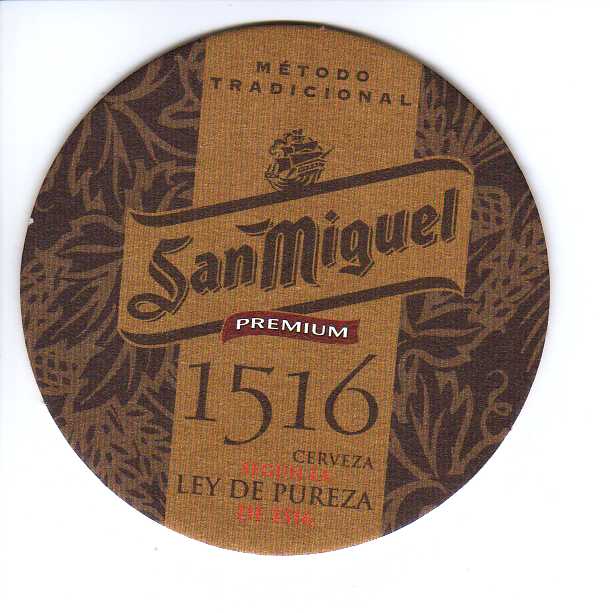 MÉTODO
TRADICIONAL
San Miguel
PREMIUM
1516
CERVEZA
SEGÚN LA
LEY DE PUREZA
DE 1516